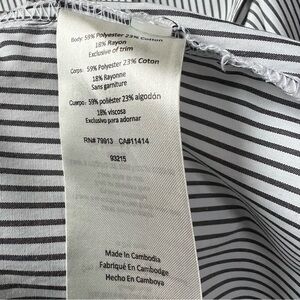 Body: 59% Polyester 23% Cotton
18% Rayon
Exclusive of trim
Corps: 59% Polyester 23% Coton
18% Rayonne
Sans garniture
Cuerpo: 59% poliéster 23% algodón
18% viscosa
Exclusivo para adornar
RN# 79913 CA#11414
93215
Made In Cambodia
Fabriqué En Cambodge
Hecho En Camboya